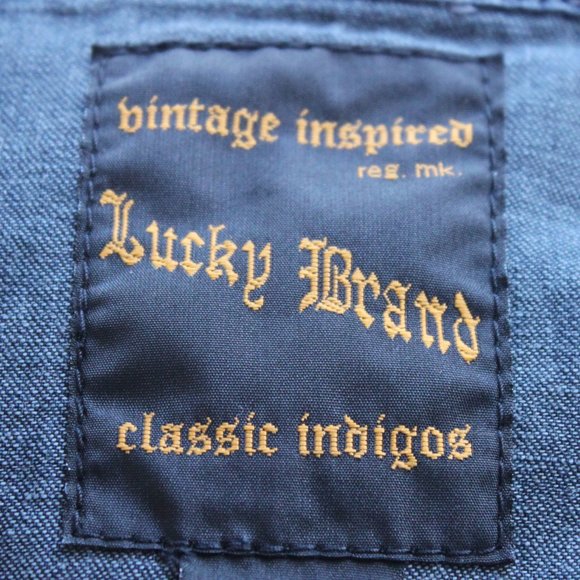 vintage inspired
reg. mk.
Lucky Brand
classic indigos